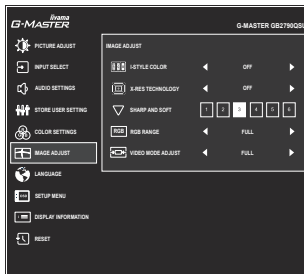 iiyama
G-MASTER
G-MASTER GB2790QSU
PICTURE ADJUST
INPUT SELECT
AUDIO SETTINGS
STORE USER SETTING
COLOR SETTINGS
IMAGE ADJUST
LANGUAGE
SETUP MENU
DISPLAY INFORMATION
RESET
IMAGE ADJUST
I-STYLE COLOR OFF
X-RES TECHNOLOGY OFF
SHARP AND SOFT 1 2 3 4 5 6
RGB RGB RANGE FULL
VIDEO MODE ADJUST FULL